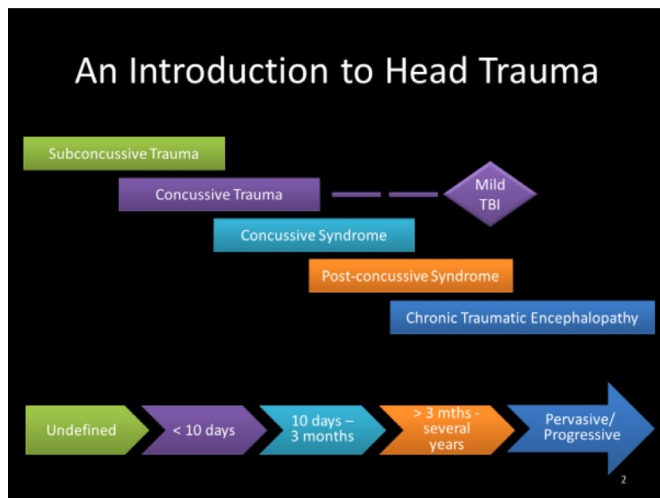 An Introduction to Head Trauma
Subconcussive Trauma
Concussive Trauma
Mild
TBI
Concussive Syndrome
Post-concussive Syndrome
Chronic Traumatic Encephalopathy
Undefined
< 10 days
10 days –
3 months
> 3 mths -
several
years
Pervasive/
Progressive
2